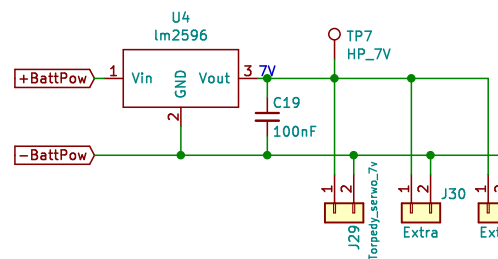 U4
lm2596
TP7
HP_7V
+BattPow
1
Vin
GND
Vout
3
7V
2
C19
100nF
-BattPow
1
2
J29
Torpedy_serwo_7v
1
2
J30
Extra
1
Ext